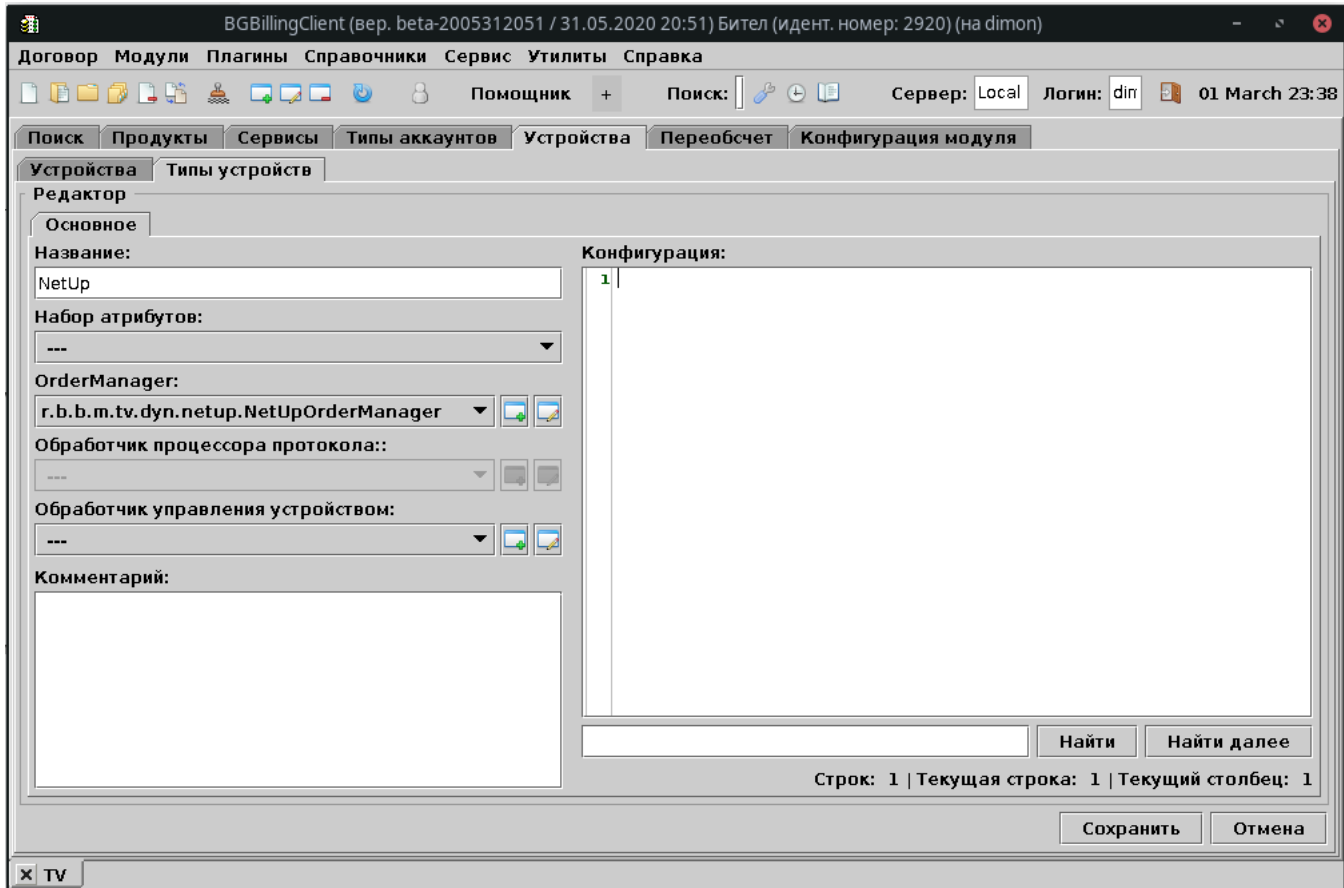 BGBillingClient (вер. beta-2005312051 / 31.05.2020 20:51) Бител (идент. номер: 2920) (на dimon)
Договор Модули Плагины Справочники Сервис Утилиты Справка
Помощник + Поиск: Сервер: Local Логин: din 01 March 23:38
Поиск Продукты Сервисы Типы аккаунтов Устройства Переобсчет Конфигурация модуля
Устройства Типы устройств
Редактор
Основное
Название:
NetUp
Набор атрибутов:
---
OrderManager:
r.b.b.m.tv.dyn.netup.NetUpOrderManager
Обработчик процессора протокола::
---
Обработчик управления устройством:
---
Комментарий:
Конфигурация:
1
Найти Найти далее
Строк: 1 | Текущая строка: 1 | Текущий столбец: 1
Сохранить Отмена
TV